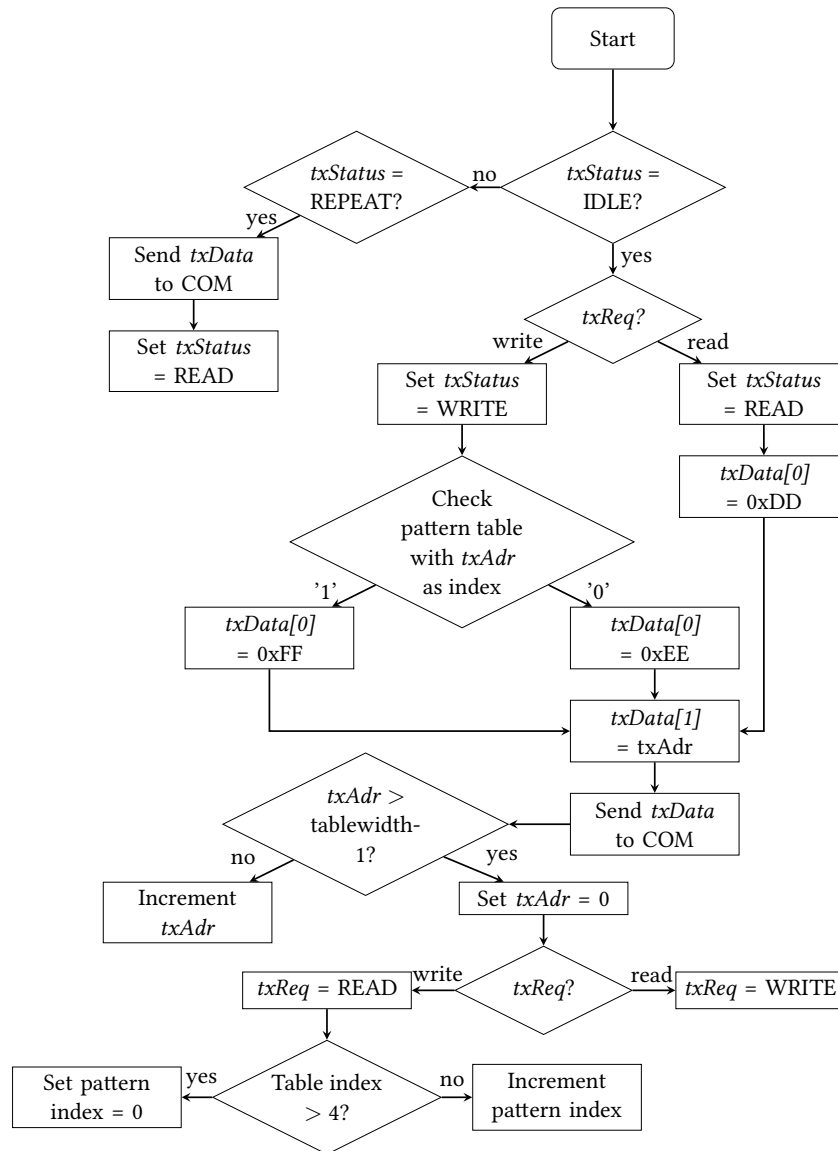 Start
txStatus =
REPEAT?
no
txStatus =
IDLE?
yes
yes
Send txData
to COM
txReq?
Set txStatus
= READ
write
read
Set txStatus
= WRITE
Set txStatus
= READ
txData[0]
= 0xDD
Check
pattern table
with txAdr
as index
'1'
'0'
txData[0]
= 0xFF
txData[0]
= 0xEE
txData[1]
= txAdr
txAdr >
tablewidth-
1?
Send txData
to COM
no
yes
Increment
txAdr
Set txAdr = 0
txReq = READ
write
txReq?
read
txReq = WRITE
Set pattern
index = 0
yes
Table index
> 4?
no
Increment
pattern index